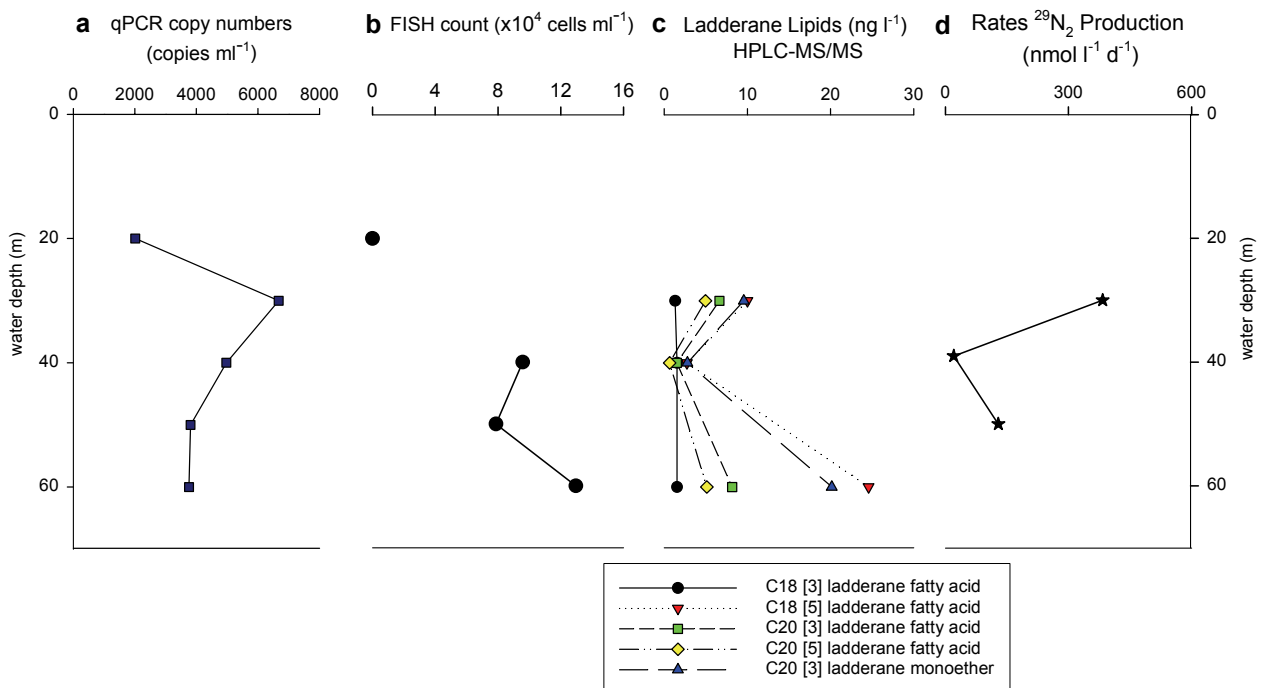 a qPCR copy numbers
(copies ml⁻¹)
0 2000 4000 6000 8000
b FISH count (x10⁴ cells ml⁻¹)
0 4 8 12 16
c Ladderane Lipids (ng l⁻¹)
HPLC-MS/MS
0 10 20 30
d Rates ²⁹N₂ Production
(nmol l⁻¹ d⁻¹)
0 300 600
0
20
40
60
water depth (m)
0
20
40
60
water depth (m)
C18 [3] ladderane fatty acid
C18 [5] ladderane fatty acid
C20 [3] ladderane fatty acid
C20 [5] ladderane fatty acid
C20 [3] ladderane monoether